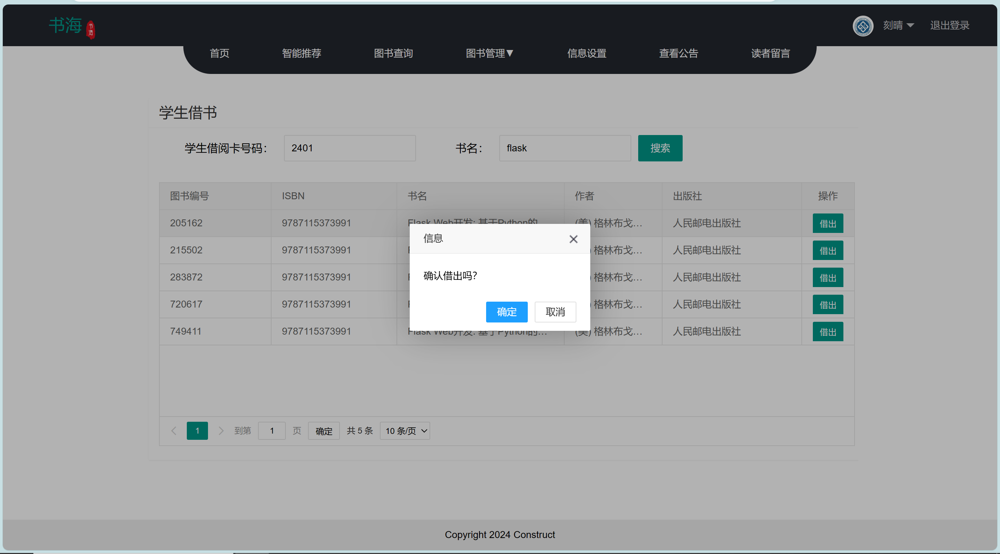 书海 书海 刻晴 退出登录
首页 智能推荐 图书查询 图书管理▼ 信息设置 查看公告 读者留言
学生借书
学生借阅卡号码： 2401 书名： flask 搜索
图书编号 ISBN 书名 作者 出版社 操作
205162 9787115373991 Flask Web开发: 基于Python的 (美) 格林布戈… 人民邮电出版社 借出
215502 9787115373991 格林布戈… 人民邮电出版社 借出
283872 9787115373991 格林布戈… 人民邮电出版社 借出
720617 9787115373991 格林布戈… 人民邮电出版社 借出
749411 9787115373991 Flask Web开发: 基于Python的… (美) 格林布戈… 人民邮电出版社 借出
信息
确认借出吗?
确定 取消
1 到第 1 页 确定 共 5 条 10 条/页
Copyright 2024 Construct